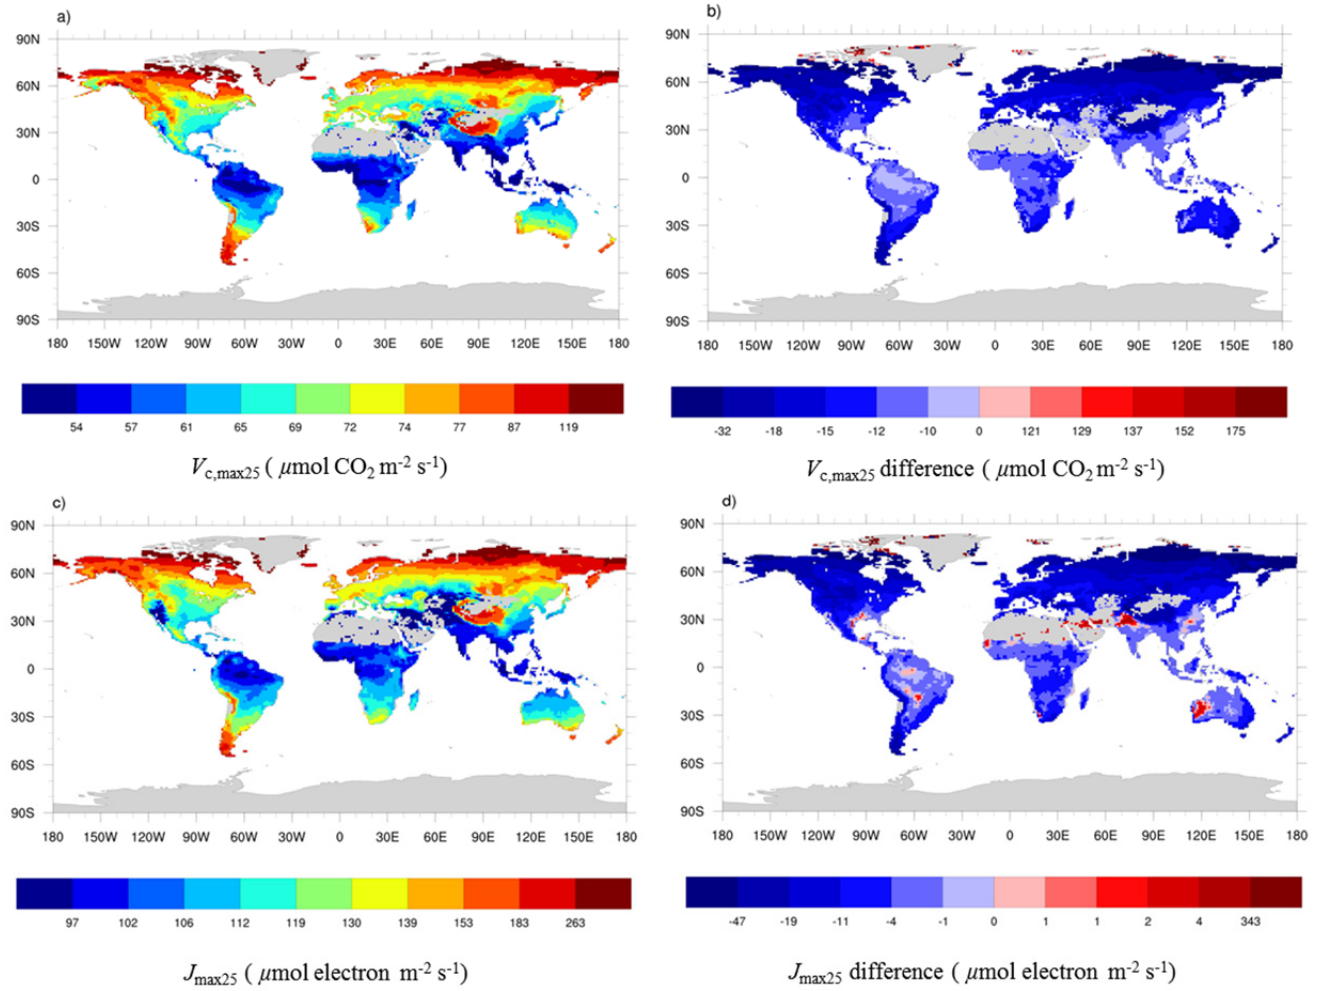 a)
90N
60N
30N
0
30S
60S
90S
180 150W 120W 90W 60W 30W 0 30E 60E 90E 120E 150E 180
54 57 61 65 69 72 74 77 87 119
Vc,max25 ( μmol CO2 m-2 s-1)
b)
90N
60N
30N
0
30S
60S
90S
180 150W 120W 90W 60W 30W 0 30E 60E 90E 120E 150E 180
-32 -18 -15 -12 -10 0 121 129 137 152 175
Vc,max25 difference ( μmol CO2 m-2 s-1)
c)
90N
60N
30N
0
30S
60S
90S
180 150W 120W 90W 60W 30W 0 30E 60E 90E 120E 150E 180
97 102 106 112 119 130 139 153 183 263
Jmax25 ( μmol electron m-2 s-1)
d)
90N
60N
30N
0
30S
60S
90S
180 150W 120W 90W 60W 30W 0 30E 60E 90E 120E 150E 180
-47 -19 -11 -4 -1 0 1 1 2 4 343
Jmax25 difference ( μmol electron m-2 s-1)